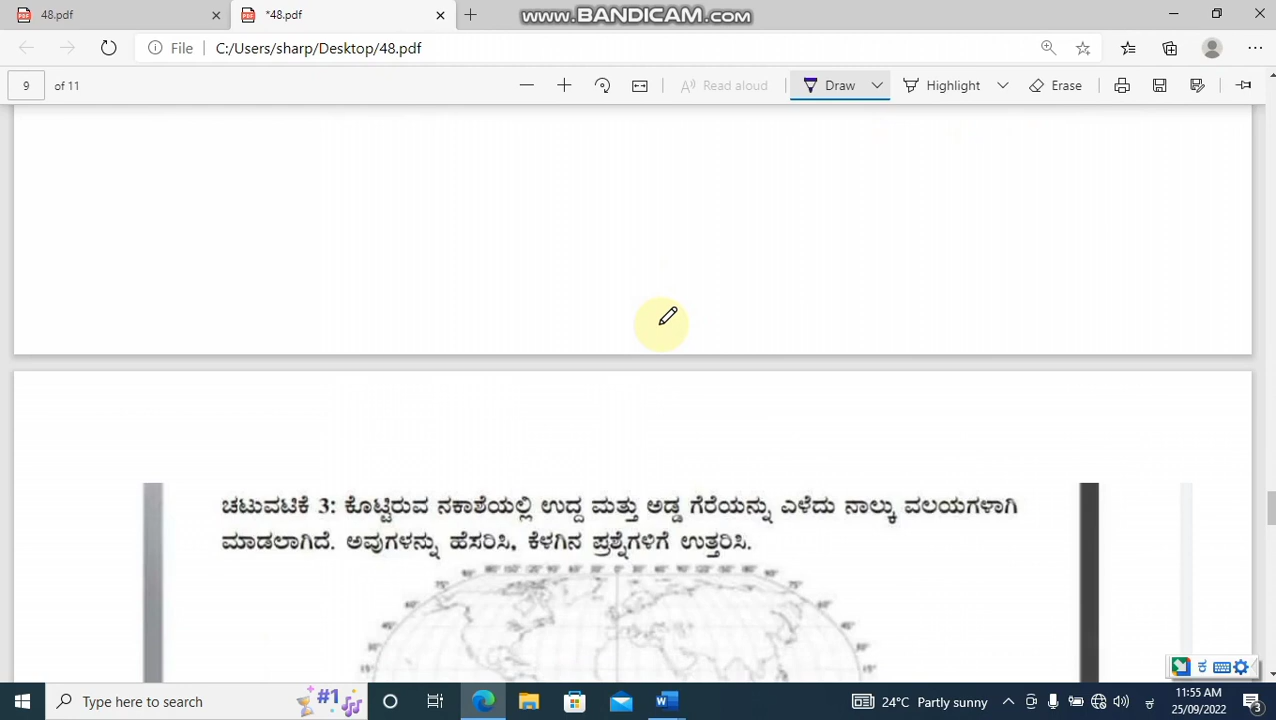 48.pdf
*48.pdf
WWW.BANDICAM.COM
File
C:/Users/sharp/Desktop/48.pdf
9 of 11
Read aloud
Draw
Highlight
Erase
ಚಟುವಟಿಕೆ 3: ಕೊಟ್ಟಿರುವ ನಕಾಶೆಯಲ್ಲಿ ಉದ್ದ ಮತ್ತು ಅಡ್ಡ ಗೆರೆಯನ್ನು ಎಳೆದು ನಾಲ್ಕು ವಲಯಗಳಾಗಿ
ಮಾಡಲಾಗಿದೆ. ಅವುಗಳನ್ನು ಹೆಸರಿಸಿ, ಕೆಳಗಿನ ಪ್ರಶ್ನೆಗಳಿಗೆ ಉತ್ತರಿಸಿ.
Type here to search
#1
24°C Partly sunny
11:55 AM
25/09/2022
3